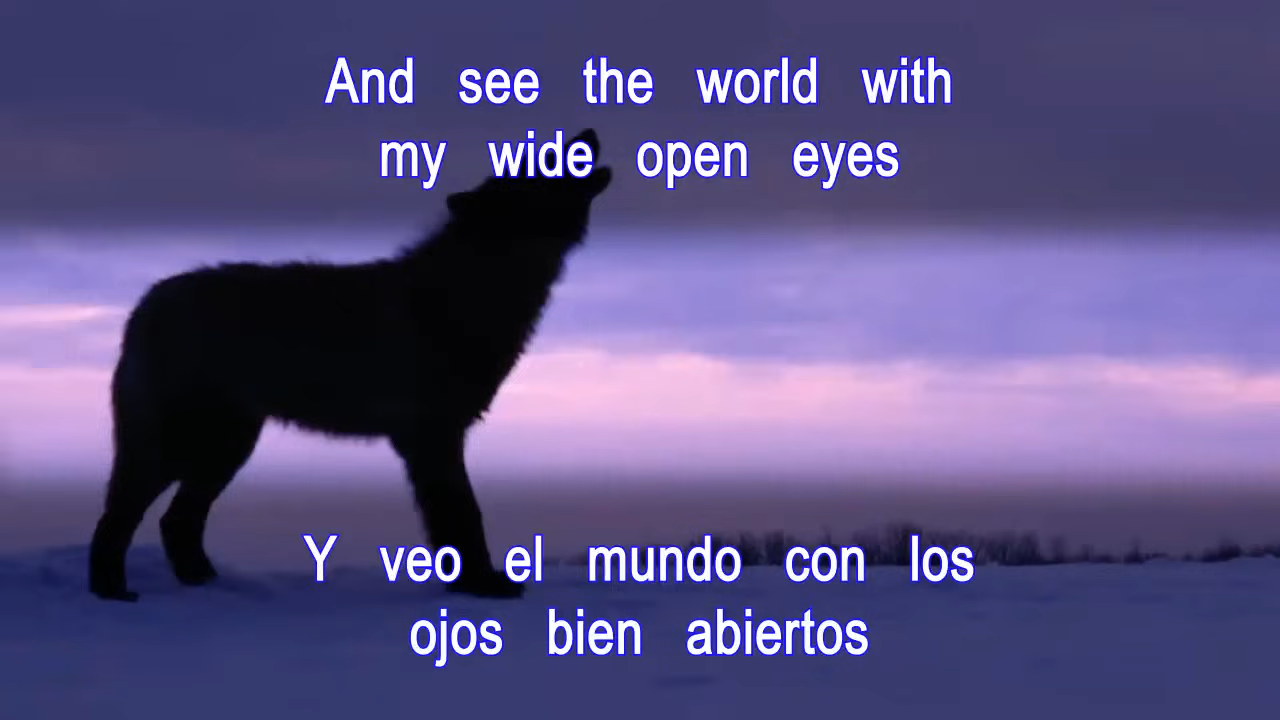 And see the world with
my wide open eyes
Y veo el mundo con los
ojos bien abiertos